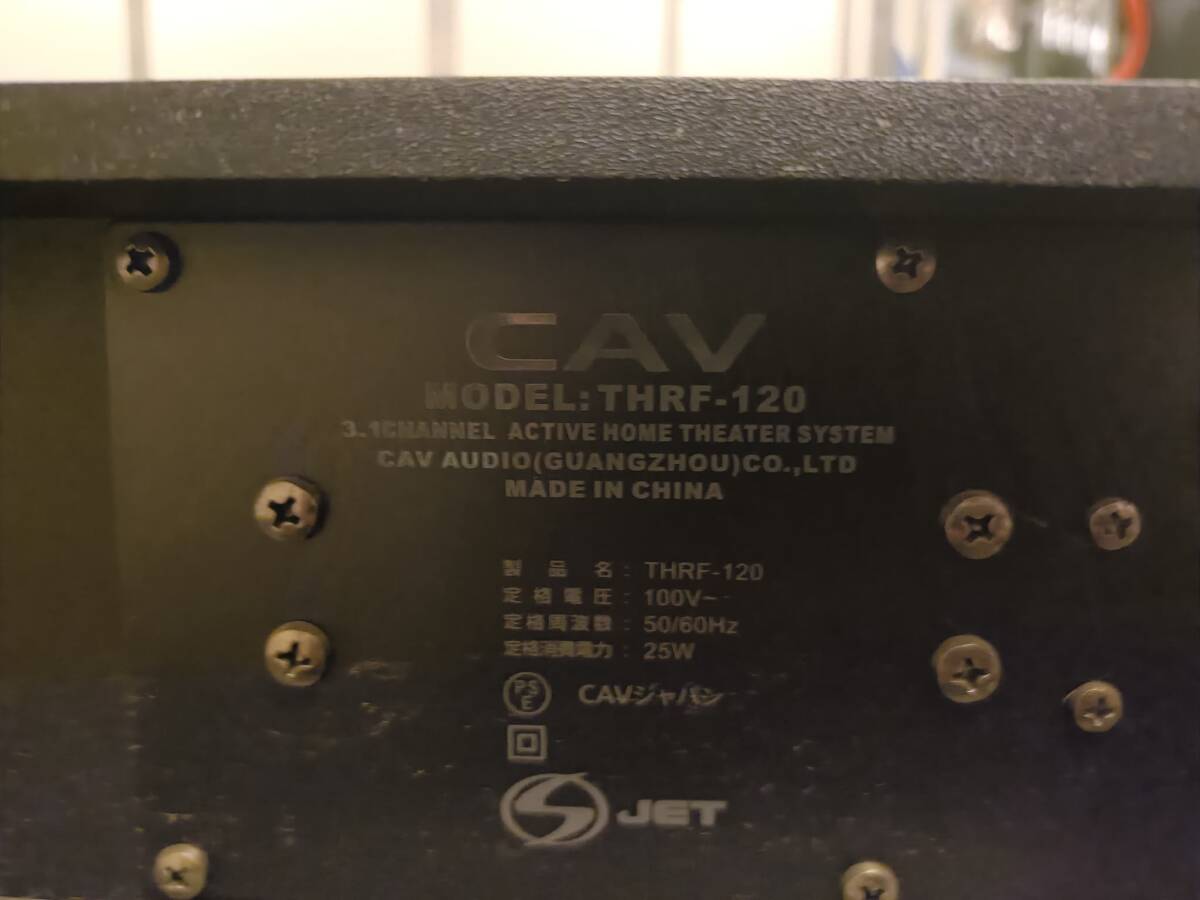 CAV
MODEL: THRF-120
3.1CHANNEL ACTIVE HOME THEATER SYSTEM
CAV AUDIO(GUANGZHOU)CO.,LTD
MADE IN CHINA
製品名: THRF-120
定格電圧: 100V~
定格周波数: 50/60Hz
定格消費電力: 25W
PSE CAVジャパン
S JET